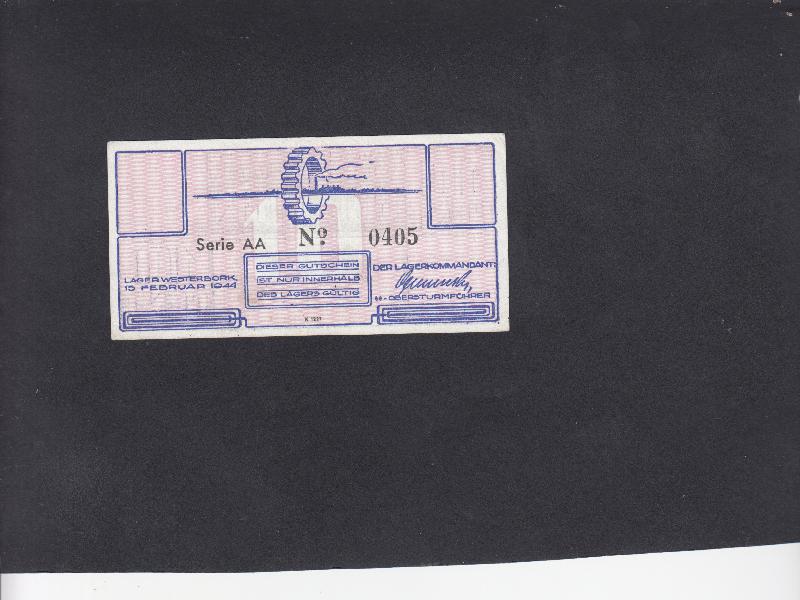 Serie AA Nº 0405
LAGER WESTERBORK,
15 FEBRUAR 1944
DIESER GUTSCHEIN
IST NUR INNERHALB
DES LAGERS GÜLTIG
DER LAGERKOMMANDANT:
SS-OBERSTURMFÜHRER
10